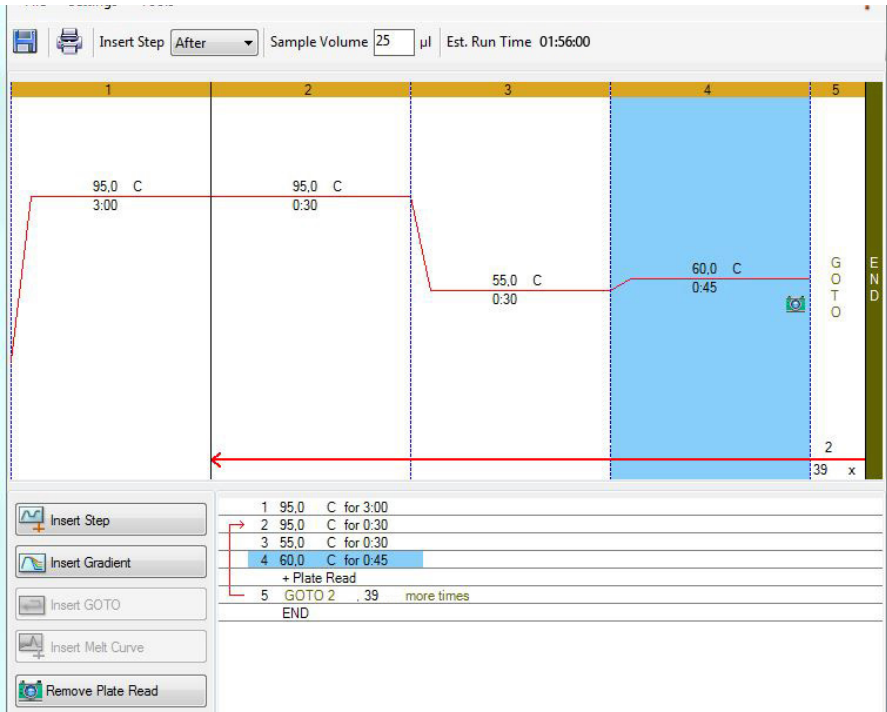 Insert Step After Sample Volume 25 µl Est. Run Time 01:56:00
1 2 3 4 5
95,0 C
3:00
95,0 C
0:30
55,0 C
0:30
60,0 C
0:45
GOTO
END
2
39 x
Insert Step
Insert Gradient
Insert GOTO
Insert Melt Curve
Remove Plate Read
1 95,0 C for 3:00
2 95,0 C for 0:30
3 55,0 C for 0:30
4 60,0 C for 0:45
+ Plate Read
5 GOTO 2 , 39 more times
END